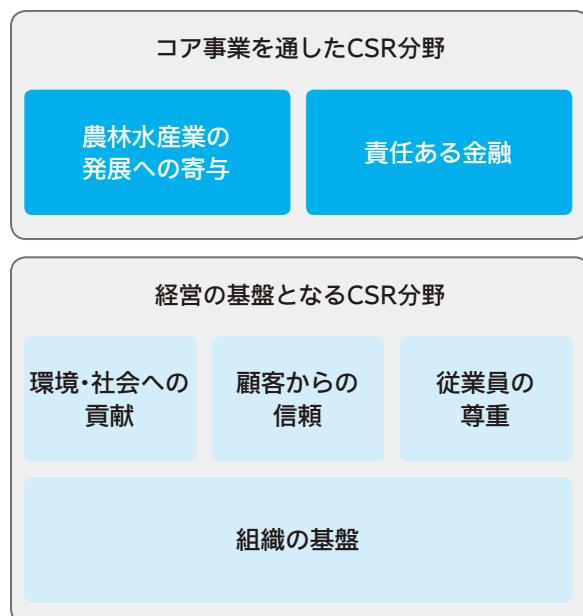 コア事業を通したCSR分野
農林水産業の
発展への寄与
責任ある金融
経営の基盤となるCSR分野
環境・社会への
貢献
顧客からの
信頼
従業員の
尊重
組織の基盤